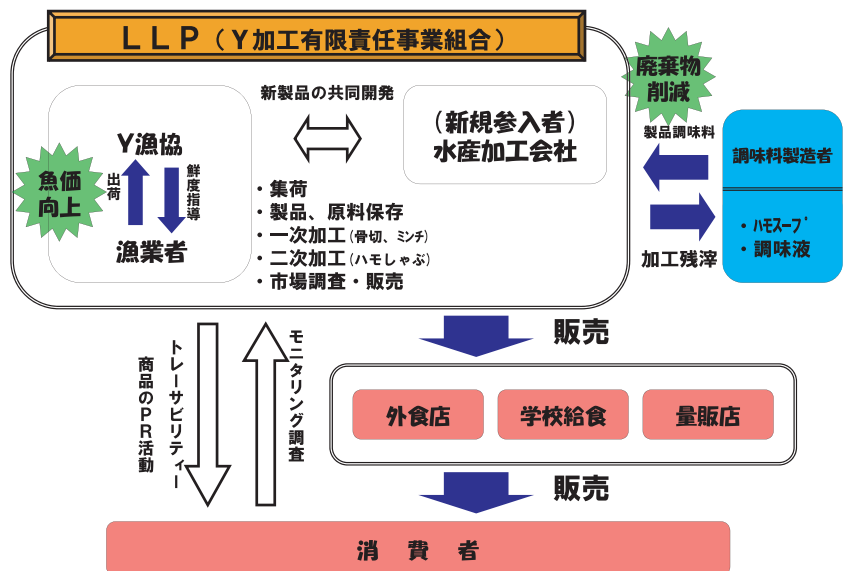 LLP(Y加工有限責任事業組合)
廃棄物
削減
新製品の共同開発
(新規参入者)
水産加工会社
Y漁協
出荷
鮮度指導
漁業者
魚価
向上
・集荷
・製品、原料保存
・一次加工(骨切、ミンチ)
・二次加工(ハモしゃぶ)
・市場調査・販売
製品調味料
加工残滓
調味料製造者
・ハモスープ
・調味液
トレーサビリティー
商品のPR活動
モニタリング調査
販売
外食店
学校給食
量販店
販売
消費者